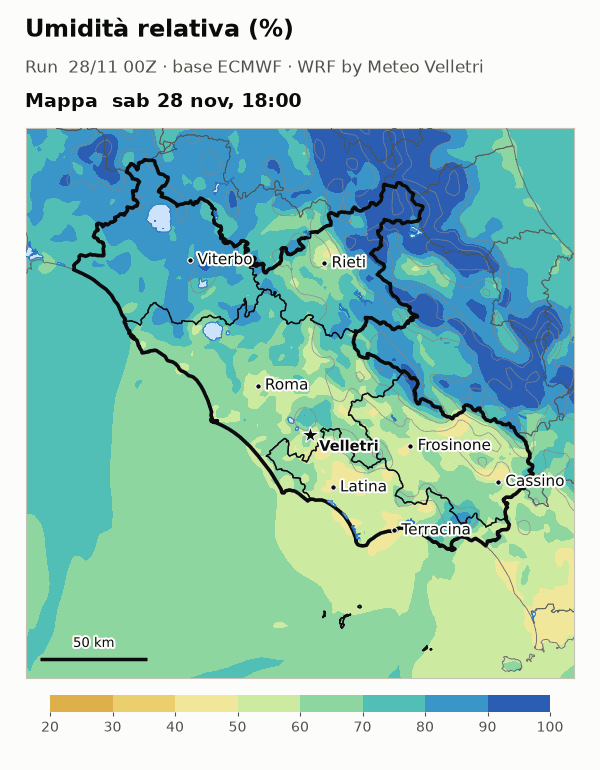 Umidità relativa (%)
Run  28/11 00Z · base ECMWF · WRF by Meteo Velletri
Mappa  sab 28 nov, 18:00
Viterbo
Rieti
Roma
Velletri
Frosinone
Cassino
Latina
Terracina
50 km
20 30 40 50 60 70 80 90 100